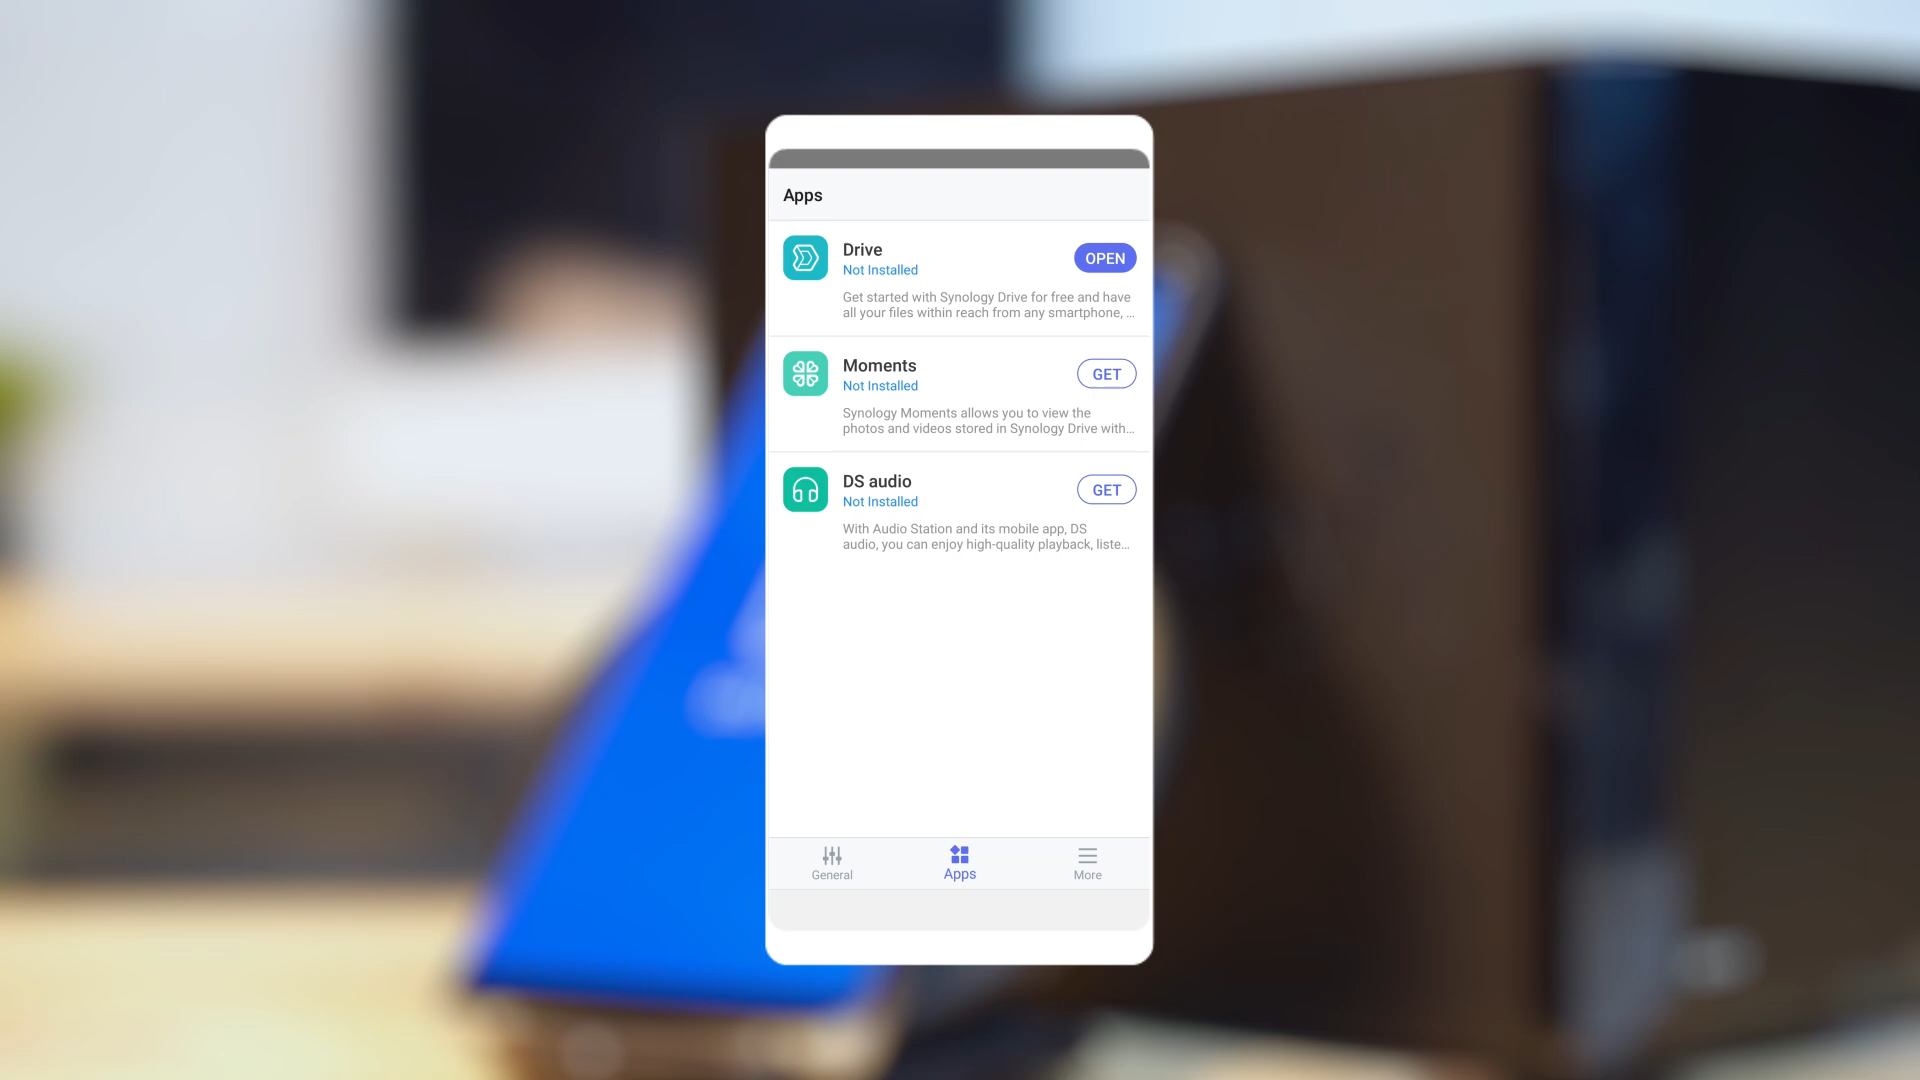 Apps
Drive
OPEN
Not Installed
Get started with Synology Drive for free and have
all your files within reach from any smartphone, ...
Moments
GET
Not Installed
Synology Moments allows you to view the
photos and videos stored in Synology Drive with...
DS audio
GET
Not Installed
With Audio Station and its mobile app, DS
audio, you can enjoy high-quality playback, liste...
General
Apps
More